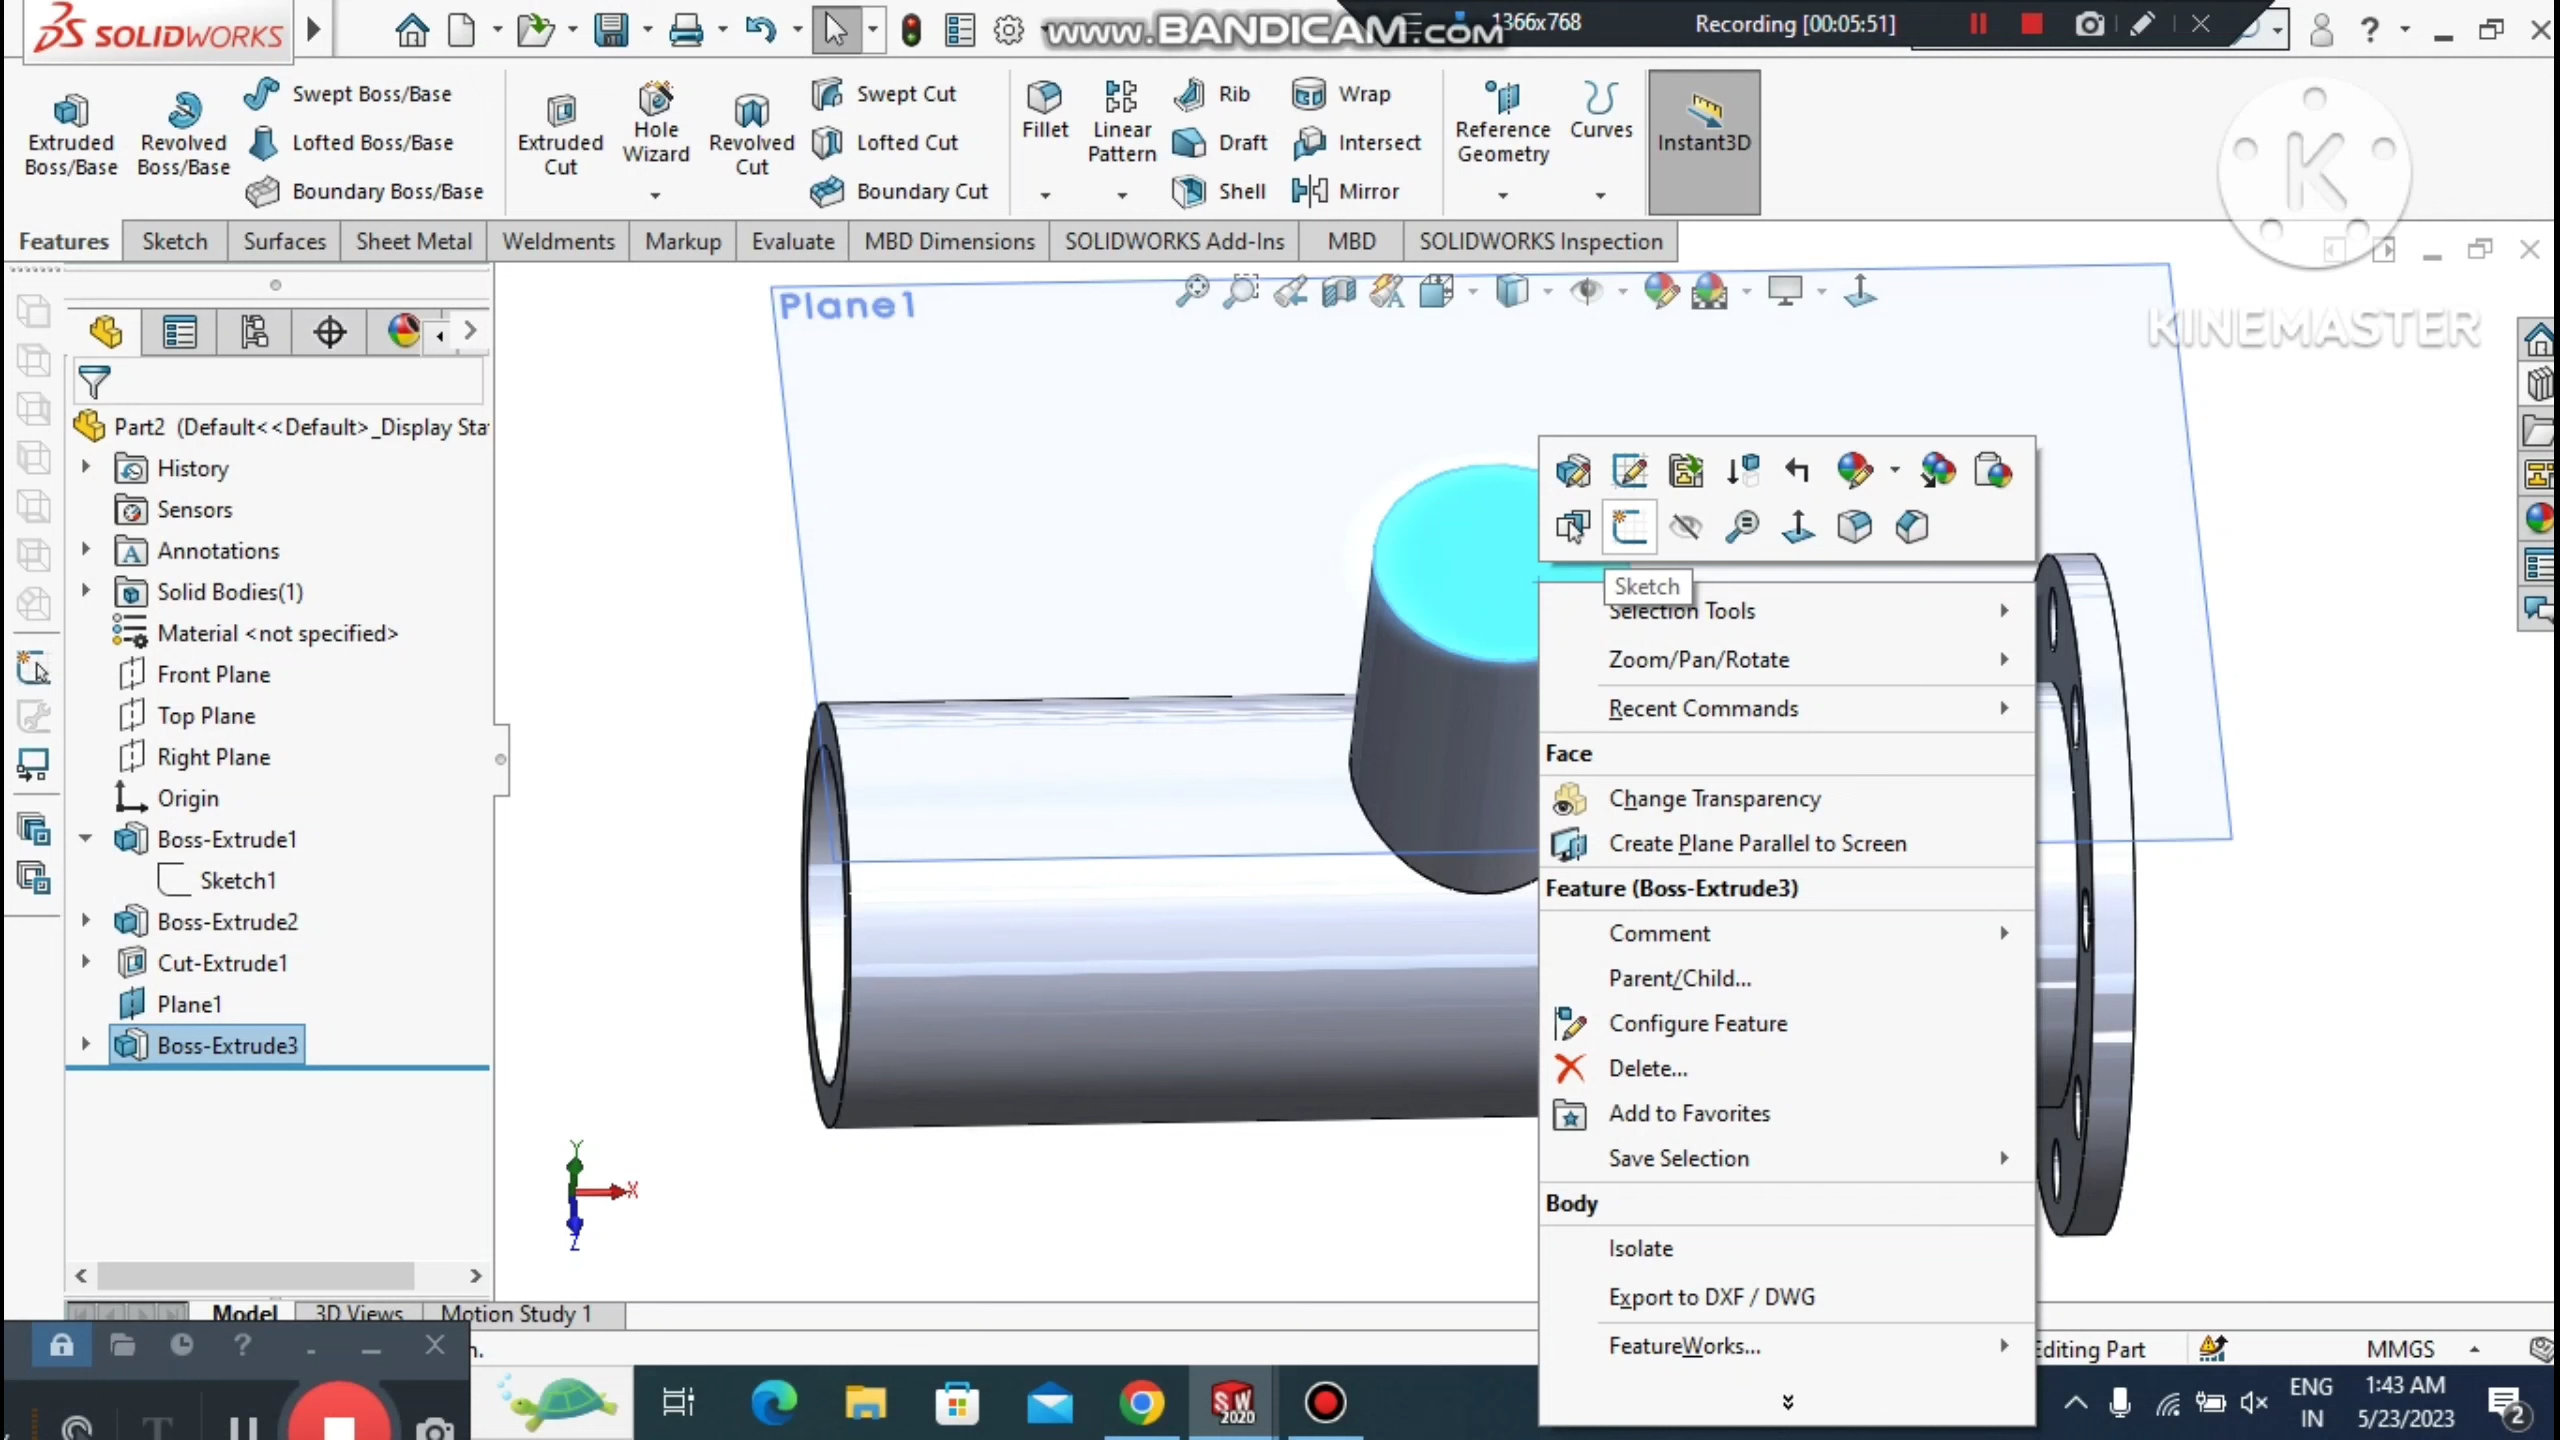 SOLIDWORKS
www.BANDICAM.com
1366x768
Recording [00:05:51]
Extruded Boss/Base
Revolved Boss/Base
Swept Boss/Base
Lofted Boss/Base
Boundary Boss/Base
Extruded Cut
Hole Wizard
Revolved Cut
Swept Cut
Lofted Cut
Boundary Cut
Fillet
Linear Pattern
Rib
Draft
Shell
Wrap
Intersect
Mirror
Reference Geometry
Curves
Instant3D
K
KINEMASTER
Features
Sketch
Surfaces
Sheet Metal
Weldments
Markup
Evaluate
MBD Dimensions
SOLIDWORKS Add-Ins
MBD
SOLIDWORKS Inspection
Plane1
Part2 (Default<<Default>_Display Sta
History
Sensors
Annotations
Solid Bodies(1)
Material <not specified>
Front Plane
Top Plane
Right Plane
Origin
Boss-Extrude1
Sketch1
Boss-Extrude2
Cut-Extrude1
Plane1
Boss-Extrude3
Y
X
Z
Sketch
Selection Tools
Zoom/Pan/Rotate
Recent Commands
Face
Change Transparency
Create Plane Parallel to Screen
Feature (Boss-Extrude3)
Comment
Parent/Child...
Configure Feature
Delete...
Add to Favorites
Save Selection
Body
Isolate
Export to DXF / DWG
FeatureWorks...
Model
3D Views
Motion Study 1
Editing Part
MMGS
SW 2020
ENG
IN
1:43 AM
5/23/2023
2